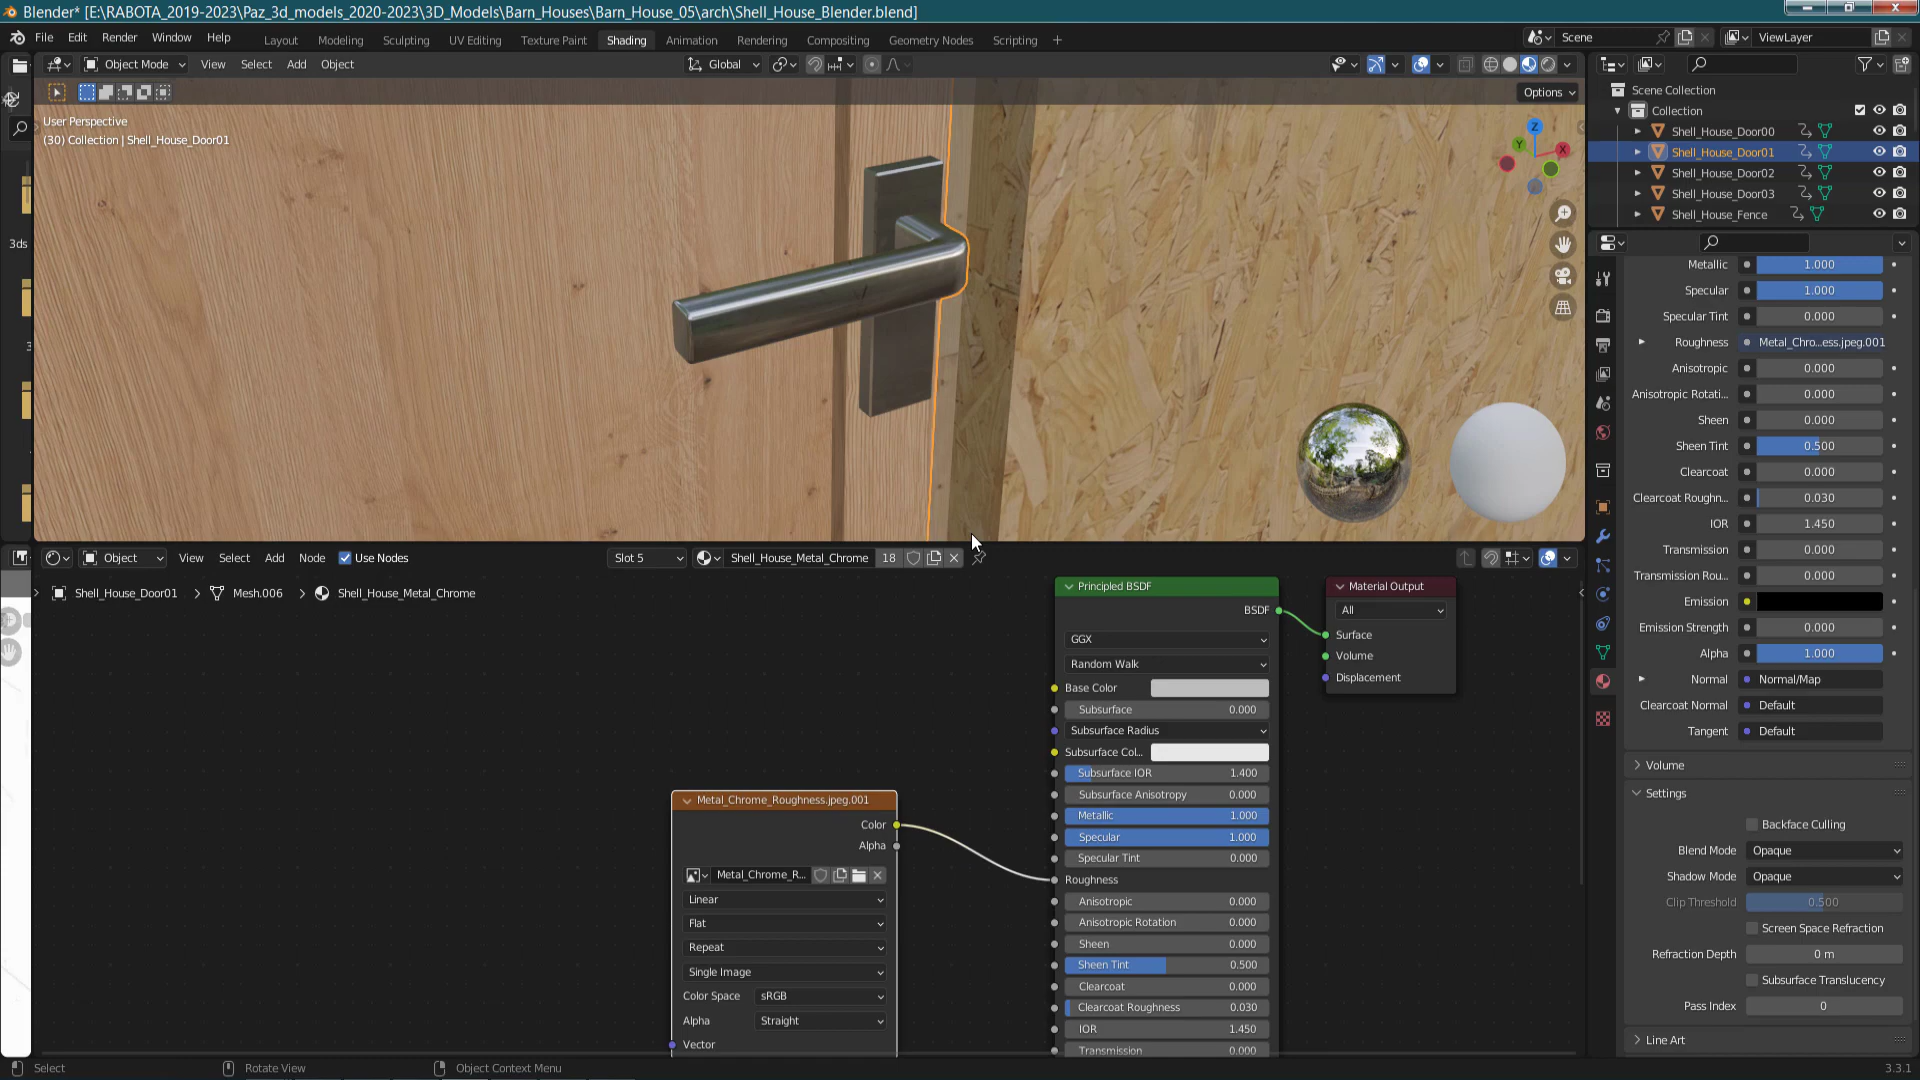 Blender* [E:\RABOTA_2019-2023\Paz_3d_models_2020-2023\3D_Models\Barn_Houses\Barn_House_05\arch\Shell_House_Blender.blend]
File Edit Render Window Help Layout Modeling Sculpting UV Editing Texture Paint Shading Animation Rendering Compositing Geometry Nodes Scripting + Scene ViewLayer
Object Mode View Select Add Object Global
Options
User Perspective
(30) Collection | Shell_House_Door01
Z
Y
X
3ds
3
Scene Collection
Collection
Shell_House_Door00
Shell_House_Door01
Shell_House_Door02
Shell_House_Door03
Shell_House_Fence
Metallic 1.000
Specular 1.000
Specular Tint 0.000
Roughness Metal_Chro...ess.jpeg.001
Anisotropic 0.000
Anisotropic Rotati... 0.000
Sheen 0.000
Sheen Tint 0.500
Clearcoat 0.000
Clearcoat Roughn... 0.030
IOR 1.450
Transmission 0.000
Transmission Rou... 0.000
Emission
Emission Strength 0.000
Alpha 1.000
Normal Normal/Map
Clearcoat Normal Default
Tangent Default
Volume
Settings
Backface Culling
Blend Mode Opaque
Shadow Mode Opaque
Clip Threshold 0.500
Screen Space Refraction
Refraction Depth 0 m
Subsurface Translucency
Pass Index 0
Line Art
Object View Select Add Node Use Nodes Slot 5 Shell_House_Metal_Chrome 18
Shell_House_Door01 > Mesh.006 > Shell_House_Metal_Chrome
Metal_Chrome_Roughness.jpeg.001
Color
Alpha
Metal_Chrome_R...
Linear
Flat
Repeat
Single Image
Color Space sRGB
Alpha Straight
Vector
Principled BSDF
BSDF
GGX
Random Walk
Base Color
Subsurface 0.000
Subsurface Radius
Subsurface Col...
Subsurface IOR 1.400
Subsurface Anisotropy 0.000
Metallic 1.000
Specular 1.000
Specular Tint 0.000
Roughness
Anisotropic 0.000
Anisotropic Rotation 0.000
Sheen 0.000
Sheen Tint 0.500
Clearcoat 0.000
Clearcoat Roughness 0.030
IOR 1.450
Transmission 0.000
Material Output
All
Surface
Volume
Displacement
Select Rotate View Object Context Menu 3.3.1